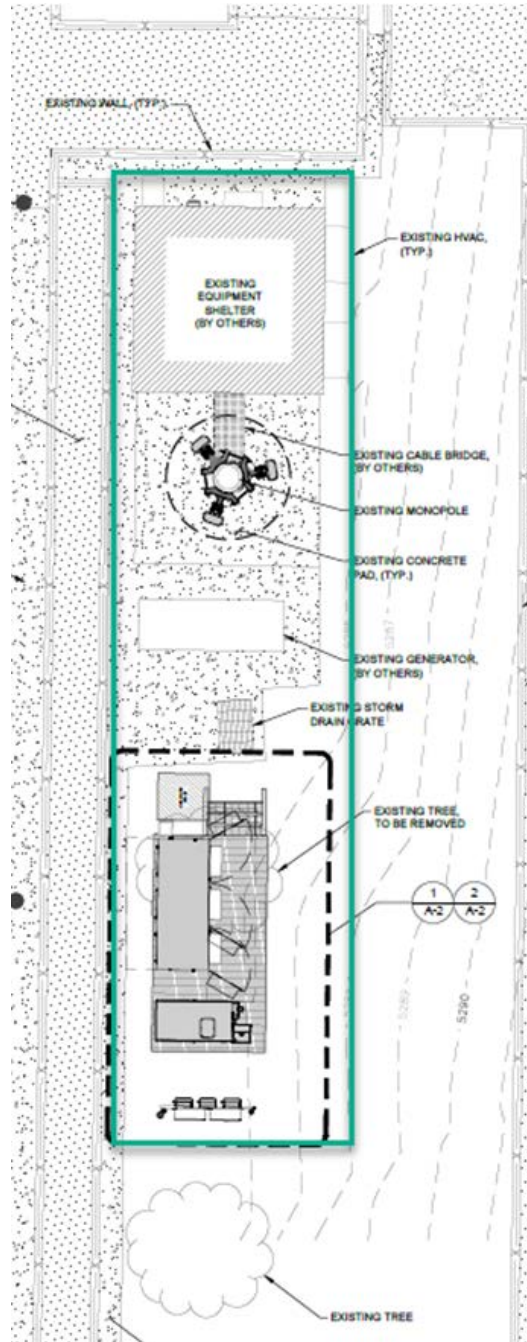 EXISTING WALL, (TYP.)
EXISTING HVAC,
(TYP.)
EXISTING
EQUIPMENT
SHELTER
(BY OTHERS)
EXISTING CABLE BRIDGE,
(BY OTHERS)
EXISTING MONOPOLE
EXISTING CONCRETE
PAD, (TYP.)
5287
EXISTING GENERATOR,
(BY OTHERS)
EXISTING STORM
DRAIN GRATE
EXISTING TREE,
TO BE REMOVED
1
A-2
2
A-2
5289
5290
EXISTING TREE